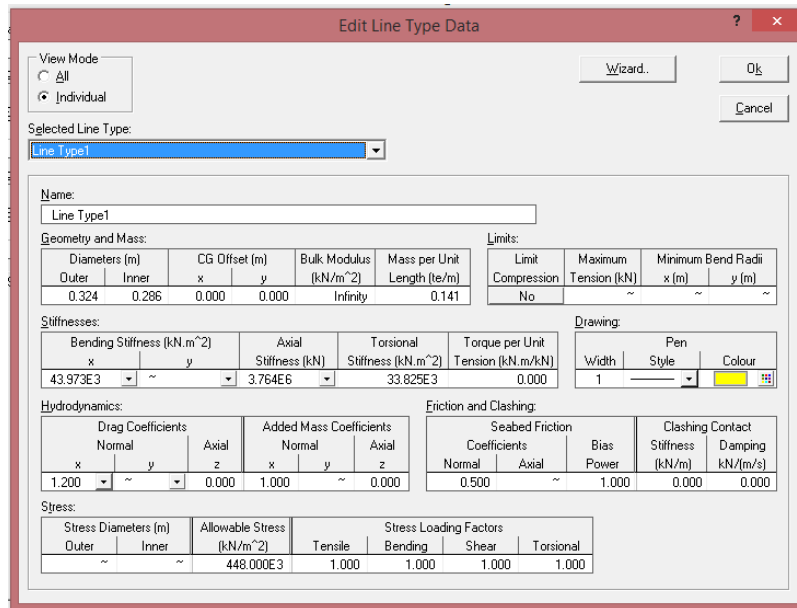 Edit Line Type Data
? ×
View Mode
All
Individual
Wizard..
Ok
Cancel
Selected Line Type:
Line Type1
Name:
Line Type1
Geometry and Mass:
Limits:
Diameters (m) CG Offset (m) Bulk Modulus Mass per Unit Limit Maximum Minimum Bend Radii
Outer Inner x y (kN/m^2) Length (te/m) Compression Tension (kN) x (m) y (m)
0.324 0.286 0.000 0.000 Infinity 0.141 No ~ ~ ~
Stiffnesses:
Drawing:
Bending Stiffness (kN.m^2) Axial Torsional Torque per Unit Pen
x y Stiffness (kN) Stiffness (kN.m^2) Tension (kN.m/kN) Width Style Colour
43.973E3 ~ 3.764E6 33.825E3 0.000 1
Hydrodynamics:
Friction and Clashing:
Drag Coefficients Added Mass Coefficients Seabed Friction Clashing Contact
Normal Axial Normal Axial Coefficients Bias Stiffness Damping
x y z x y z Normal Axial Power (kN/m) kN/(m/s)
1.200 ~ 0.000 1.000 ~ 0.000 0.500 ~ 1.000 0.000 0.000
Stress:
Stress Diameters (m) Allowable Stress Stress Loading Factors
Outer Inner (kN/m^2) Tensile Bending Shear Torsional
~ ~ 448.000E3 1.000 1.000 1.000 1.000